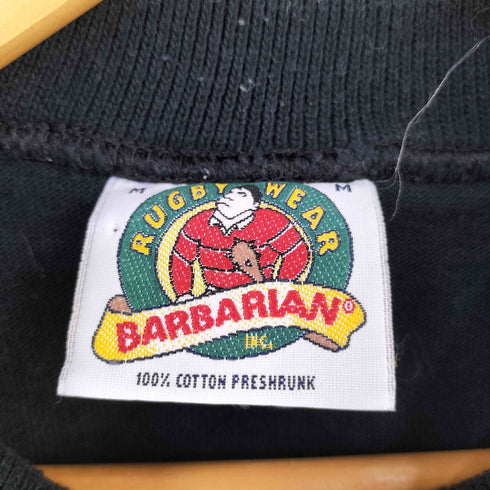 M M
RUGBY WEAR
BARBARIAN®
INC.
100% COTTON PRESHRUNK